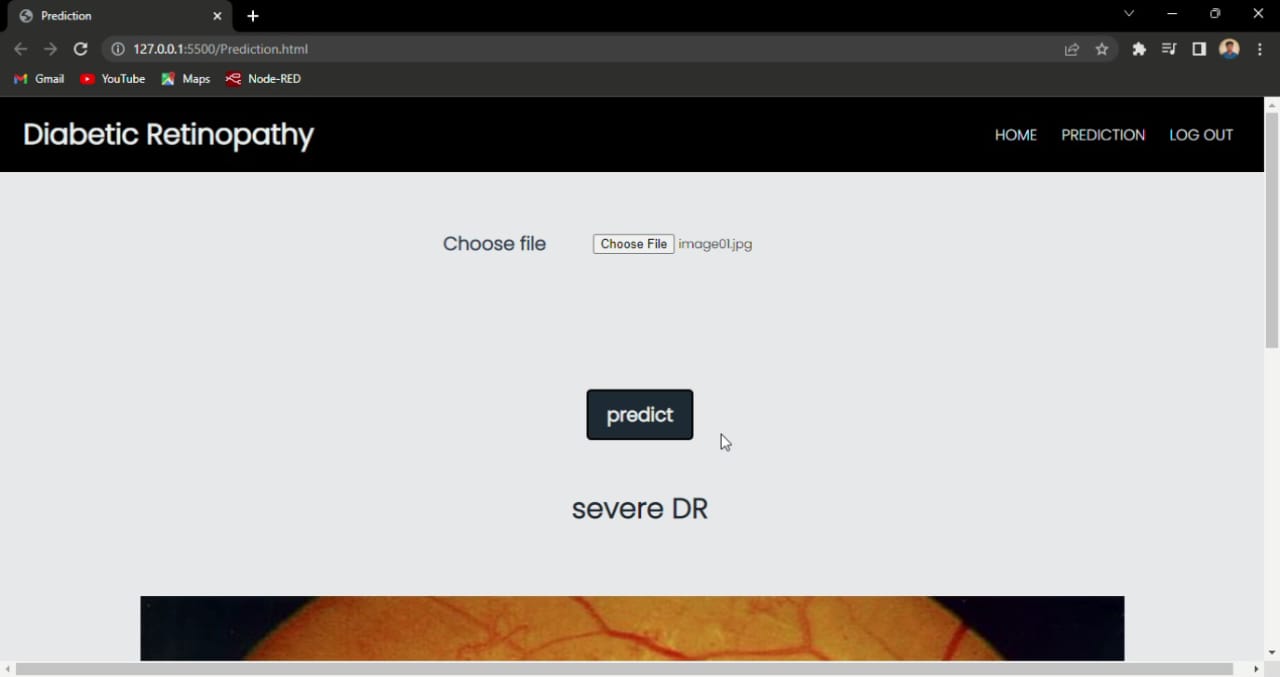 Prediction
127.0.0.1:5500/Prediction.html
Gmail YouTube Maps Node-RED
Diabetic Retinopathy HOME PREDICTION LOG OUT
Choose file Choose File image01.jpg
predict
severe DR